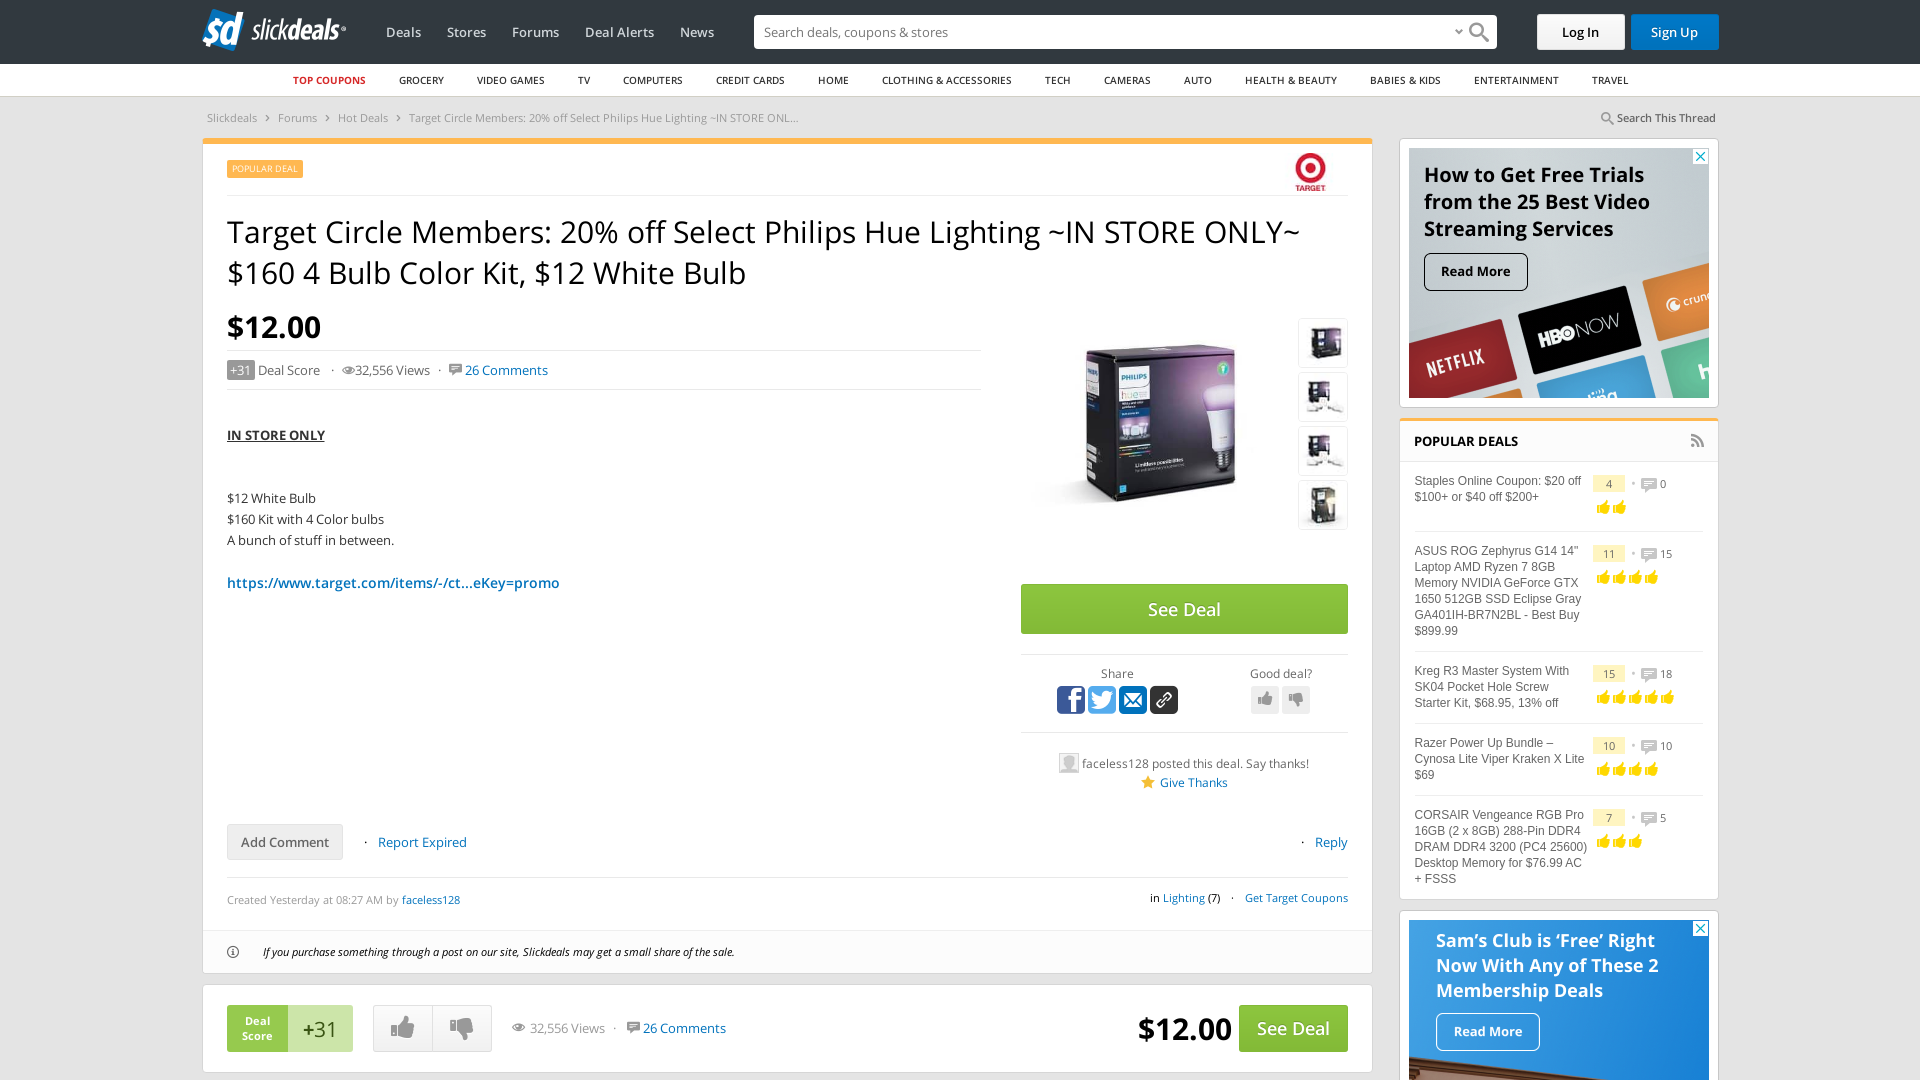 sd slickdeals
Deals Stores Forums Deal Alerts News
Search deals, coupons & stores
Log In Sign Up
TOP COUPONS GROCERY VIDEO GAMES TV COMPUTERS CREDIT CARDS HOME CLOTHING & ACCESSORIES TECH CAMERAS AUTO HEALTH & BEAUTY BABIES & KIDS ENTERTAINMENT TRAVEL
Slickdeals › Forums › Hot Deals › Target Circle Members: 20% off Select Philips Hue Lighting ~IN STORE ONL...
Search This Thread
POPULAR DEAL
TARGET
Target Circle Members: 20% off Select Philips Hue Lighting ~IN STORE ONLY~
$160 4 Bulb Color Kit, $12 White Bulb
$12.00
+31 Deal Score · 32,556 Views · 26 Comments
IN STORE ONLY
$12 White Bulb
$160 Kit with 4 Color bulbs
A bunch of stuff in between.
https://www.target.com/items/-/ct...eKey=promo
PHILIPS
hue
Limitless possibilities
See Deal
Share
Good deal?
faceless128 posted this deal. Say thanks!
Give Thanks
Add Comment · Report Expired
· Reply
Created Yesterday at 08:27 AM by faceless128
in Lighting (7) · Get Target Coupons
If you purchase something through a post on our site, Slickdeals may get a small share of the sale.
Deal
Score
+31
32,556 Views · 26 Comments
$12.00 See Deal
How to Get Free Trials
from the 25 Best Video
Streaming Services
Read More
NETFLIX
HBO NOW
crun
ling
h
POPULAR DEALS
Staples Online Coupon: $20 off
$100+ or $40 off $200+
4 · 0
ASUS ROG Zephyrus G14 14"
Laptop AMD Ryzen 7 8GB
Memory NVIDIA GeForce GTX
1650 512GB SSD Eclipse Gray
GA401IH-BR7N2BL - Best Buy
$899.99
11 · 15
Kreg R3 Master System With
SK04 Pocket Hole Screw
Starter Kit, $68.95, 13% off
15 · 18
Razer Power Up Bundle –
Cynosa Lite Viper Kraken X Lite
$69
10 · 10
CORSAIR Vengeance RGB Pro
16GB (2 x 8GB) 288-Pin DDR4
DRAM DDR4 3200 (PC4 25600)
Desktop Memory for $76.99 AC
+ FSSS
7 · 5
Sam's Club is ‘Free’ Right
Now With Any of These 2
Membership Deals
Read More